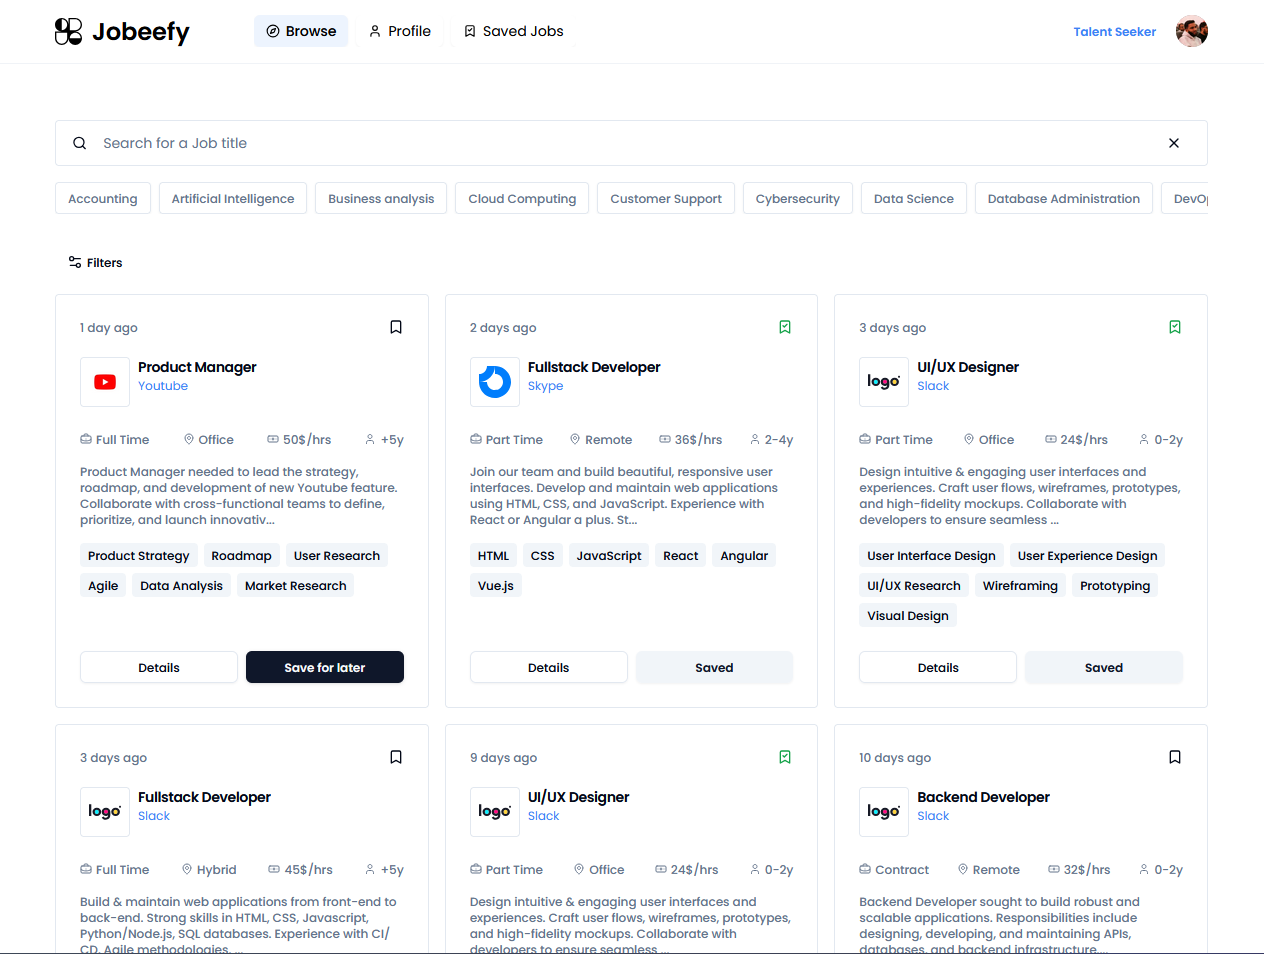 Jobeefy
Browse
Profile
Saved Jobs
Talent Seeker
Search for a Job title
Accounting
Artificial Intelligence
Business analysis
Cloud Computing
Customer Support
Cybersecurity
Data Science
Database Administration
DevOp
Filters
1 day ago
Product Manager
Youtube
Full Time
Office
50$/hrs
+5y
Product Manager needed to lead the strategy,
roadmap, and development of new Youtube feature.
Collaborate with cross-functional teams to define,
prioritize, and launch innovativ...
Product Strategy
Roadmap
User Research
Agile
Data Analysis
Market Research
Details
Save for later
2 days ago
Fullstack Developer
Skype
Part Time
Remote
36$/hrs
2-4y
Join our team and build beautiful, responsive user
interfaces. Develop and maintain web applications
using HTML, CSS, and JavaScript. Experience with
React or Angular a plus. St...
HTML
CSS
JavaScript
React
Angular
Vue.js
Details
Saved
3 days ago
logo
UI/UX Designer
Slack
Part Time
Office
24$/hrs
0-2y
Design intuitive & engaging user interfaces and
experiences. Craft user flows, wireframes, prototypes,
and high-fidelity mockups. Collaborate with
developers to ensure seamless ...
User Interface Design
User Experience Design
UI/UX Research
Wireframing
Prototyping
Visual Design
Details
Saved
3 days ago
logo
Fullstack Developer
Slack
Full Time
Hybrid
45$/hrs
+5y
Build & maintain web applications from front-end to
back-end. Strong skills in HTML, CSS, Javascript,
Python/Node.js, SQL databases. Experience with CI/
CD, Agile methodologies, ...
9 days ago
logo
UI/UX Designer
Slack
Part Time
Office
24$/hrs
0-2y
Design intuitive & engaging user interfaces and
experiences. Craft user flows, wireframes, prototypes,
and high-fidelity mockups. Collaborate with
developers to ensure seamless ...
10 days ago
logo
Backend Developer
Slack
Contract
Remote
32$/hrs
0-2y
Backend Developer sought to build robust and
scalable applications. Responsibilities include
designing, developing, and maintaining APIs,
databases, and backend infrastructure....